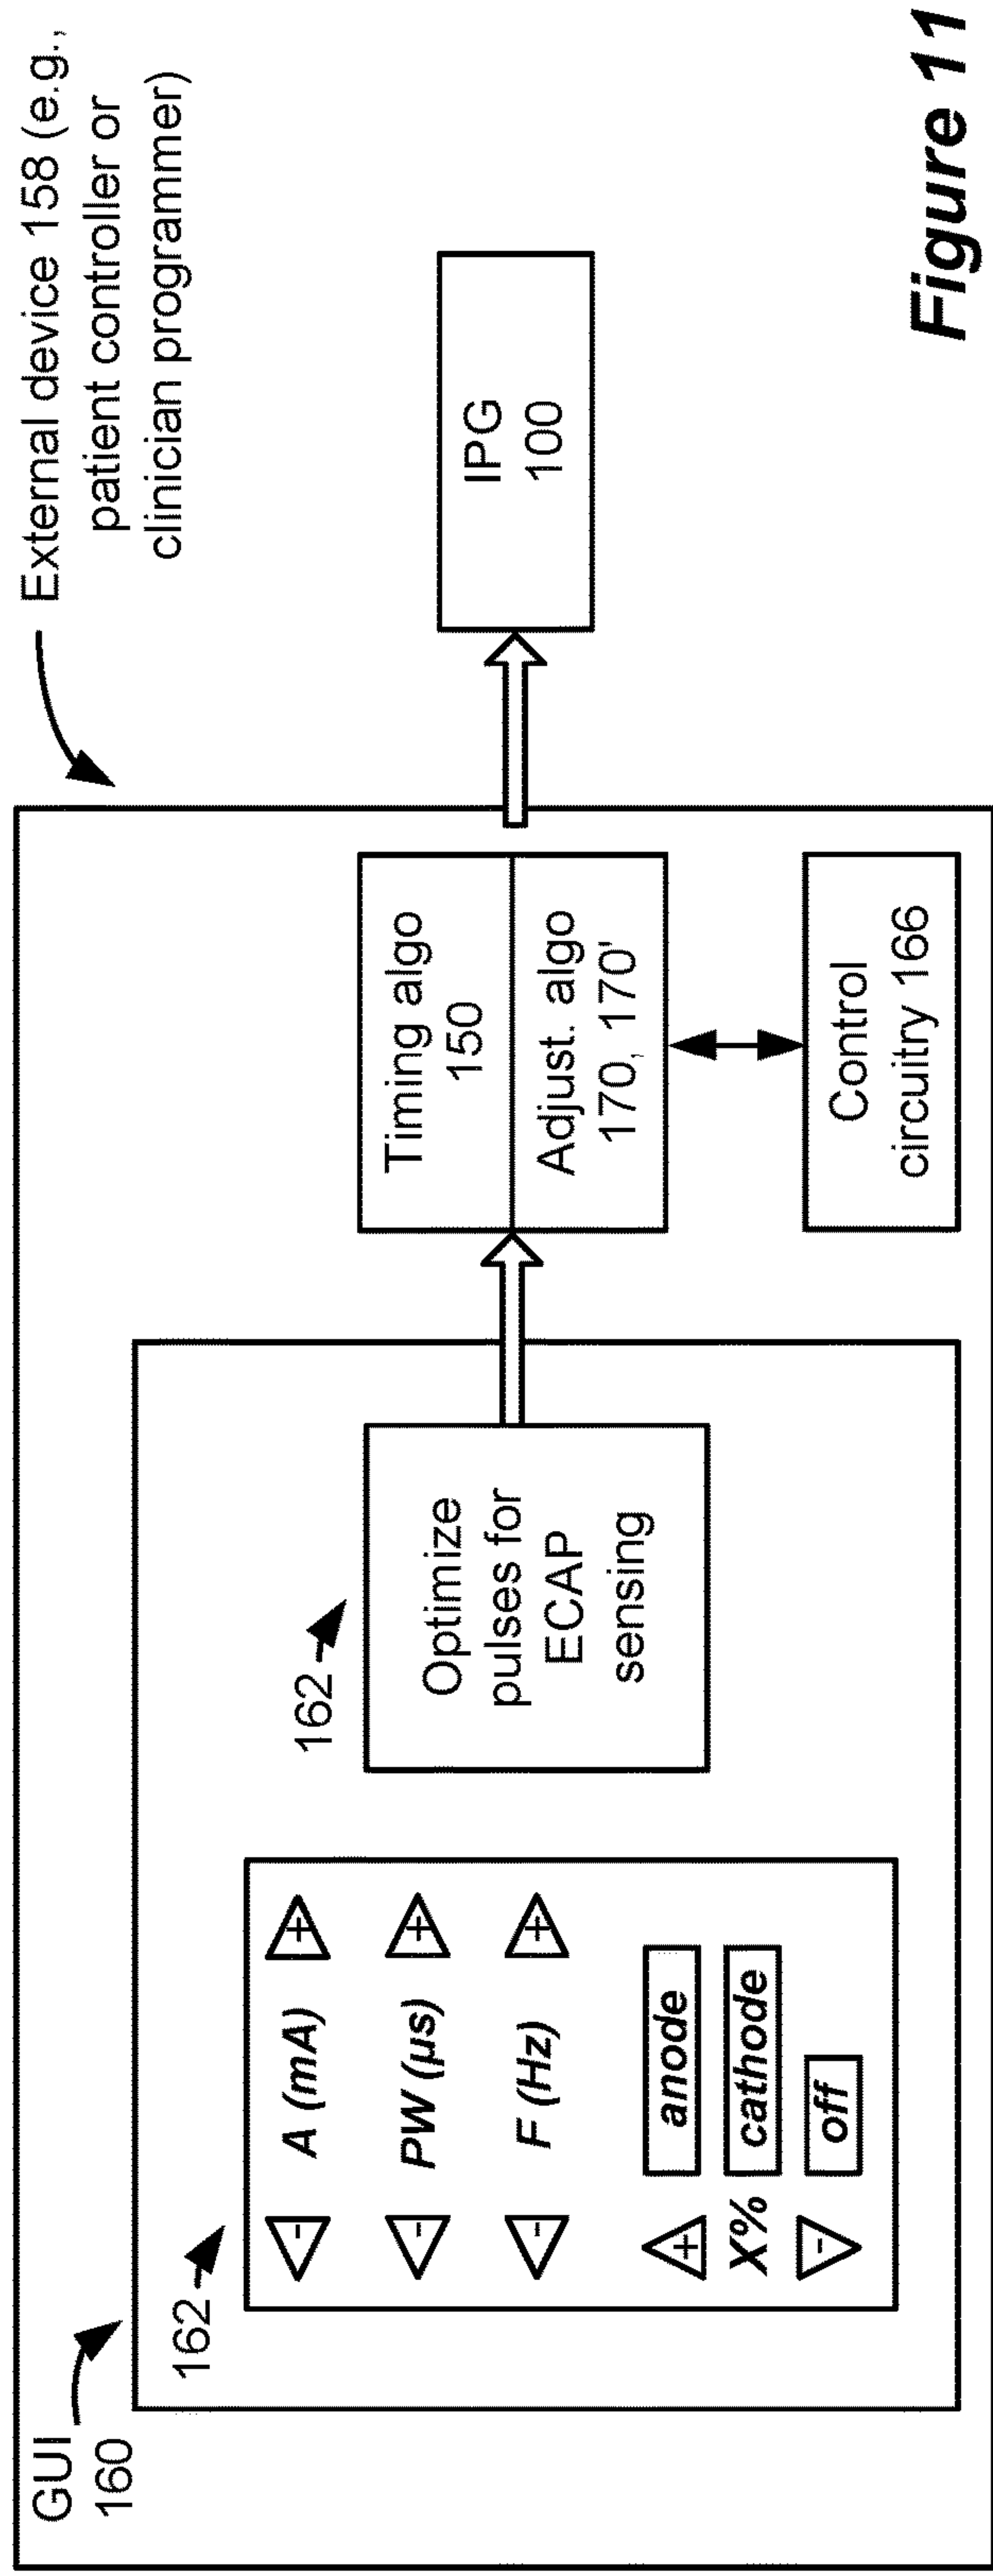 External device 158 (e.g.,
patient controller or
clinician programmer)
GUI
160
162
- A (mA) +
- PW (µs) +
- F (Hz) +
+ anode
X% cathode
- off
162
Optimize
pulses for
ECAP
sensing
Timing algo
150
Adjust. algo
170, 170'
Control
circuitry 166
IPG
100
Figure 11